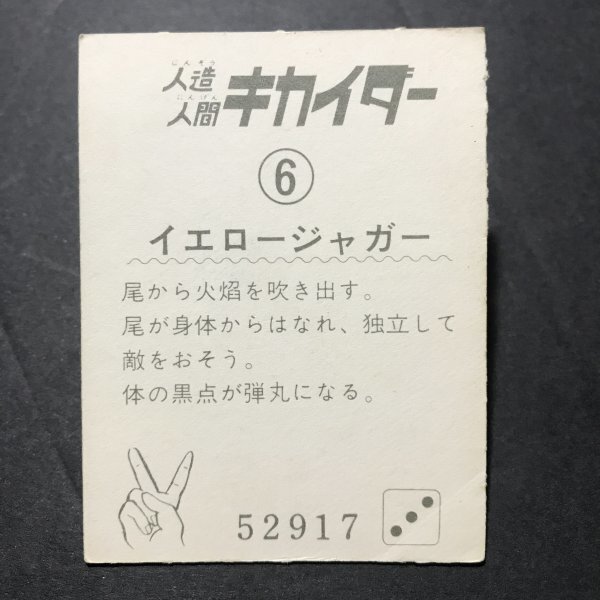 じんぞう
人造
にんげん
人間キカイダー
6
イエロージャガー
尾から火焰を吹き出す。
尾が身体からはなれ、独立して
敵をおそう。
体の黒点が弾丸になる。
52917